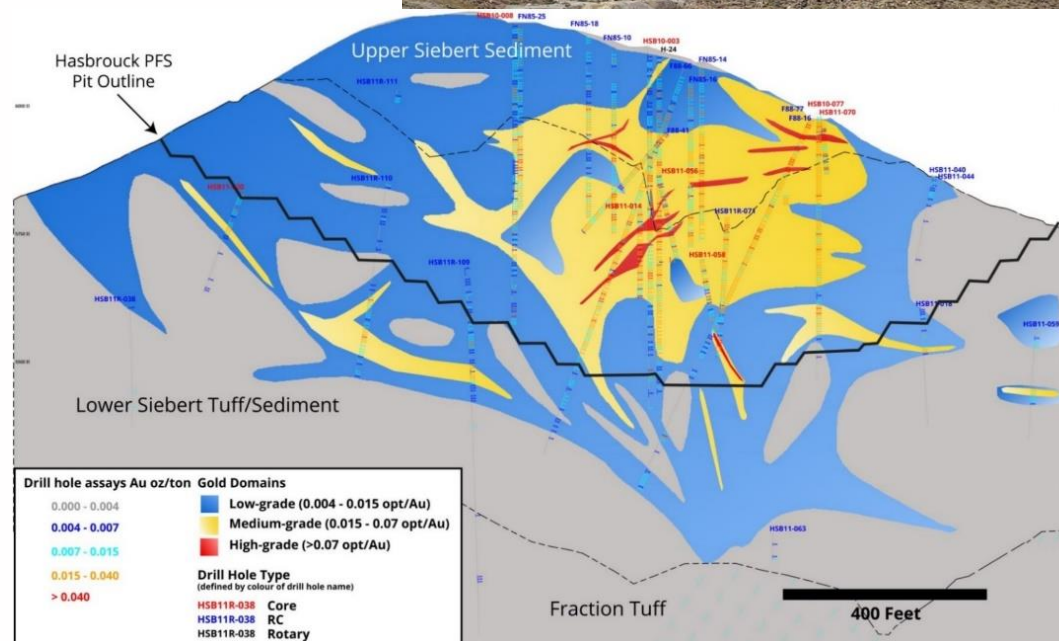 HSB10-008
FN85-25
FN85-18
FN85-10
HSB10-003
H-24
FN85-14
F88-66
FN85-16
Upper Siebert Sediment
Hasbrouck PFS
Pit Outline
HSB11R-111
F88-77
HSB10-077
HSB11-070
F88-16
F88-41
HSB11-056
HSB11-040
HSB11-044
HSB11R-110
HSB11-014
HSB11R-071
HSB11R-109
HSB11-058
HSB11R-038
HSB11-018
HSB11-059
Lower Siebert Tuff/Sediment
HSB11-063
Fraction Tuff
400 Feet
Drill hole assays Au oz/ton
0.000 - 0.004
0.004 - 0.007
0.007 - 0.015
0.015 - 0.040
> 0.040
Gold Domains
Low-grade (0.004 - 0.015 opt/Au)
Medium-grade (0.015 - 0.07 opt/Au)
High-grade (>0.07 opt/Au)
Drill Hole Type
(defined by colour of drill hole name)
HSB11R-038 Core
HSB11R-038 RC
HSB11R-038 Rotary